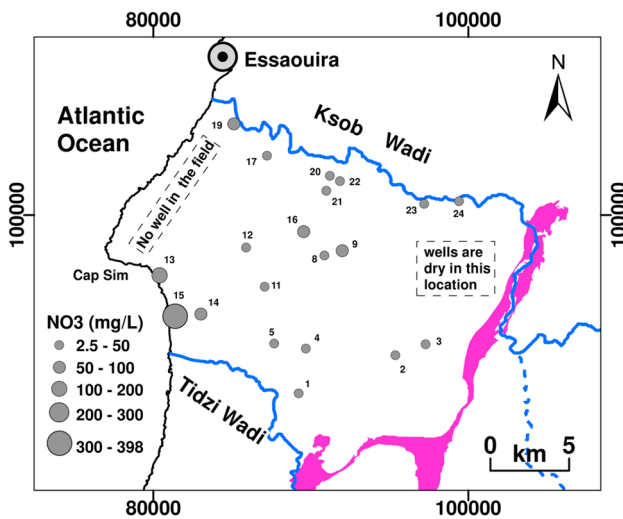 80000 100000
Essaouira
N
Atlantic
Ocean
Ksob Wadi
19
17
No well in the field
20
22
21
23
24
100000
100000
16
12
9
8
wells are
dry in this
location
13
Cap Sim
11
15
14
NO3 (mg/L)
2.5 - 50
50 - 100
100 - 200
200 - 300
300 - 398
5
4
3
2
1
Tidzi Wadi
0 5
km
80000 100000